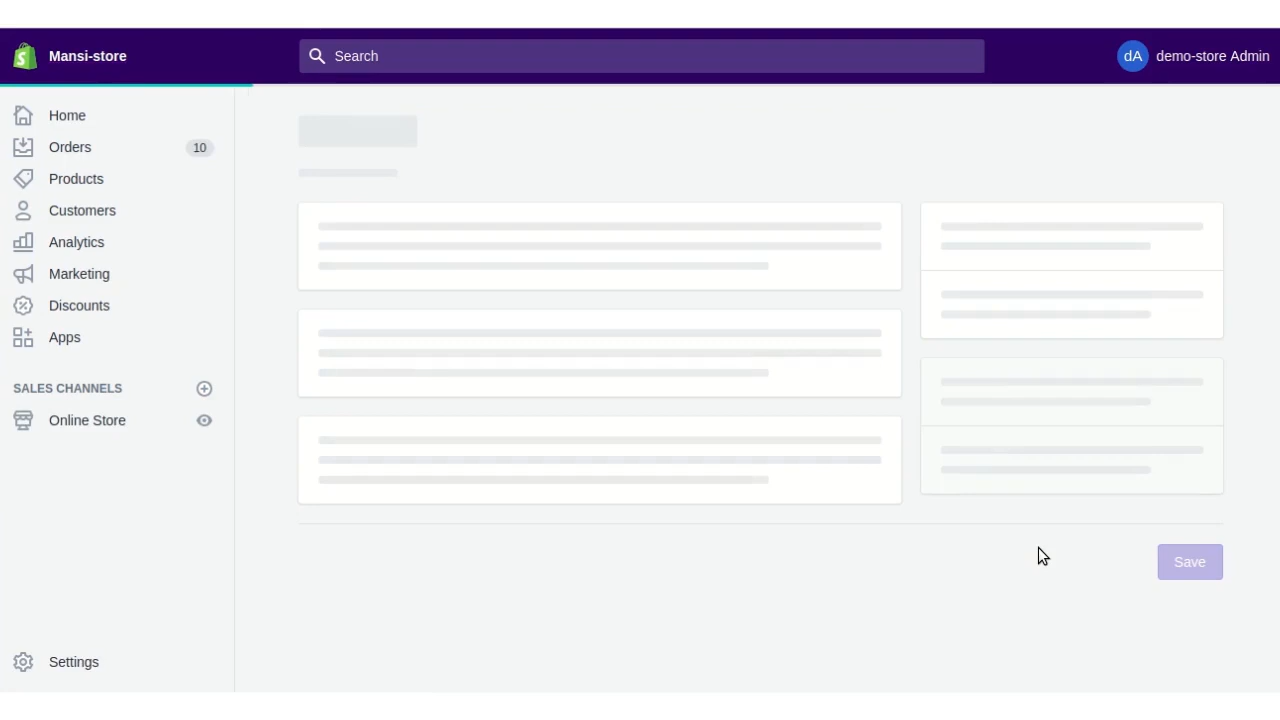 Mansi-store
Search
dA demo-store Admin
Home
Orders 10
Products
Customers
Analytics
Marketing
Discounts
Apps
SALES CHANNELS
Online Store
Save
Settings